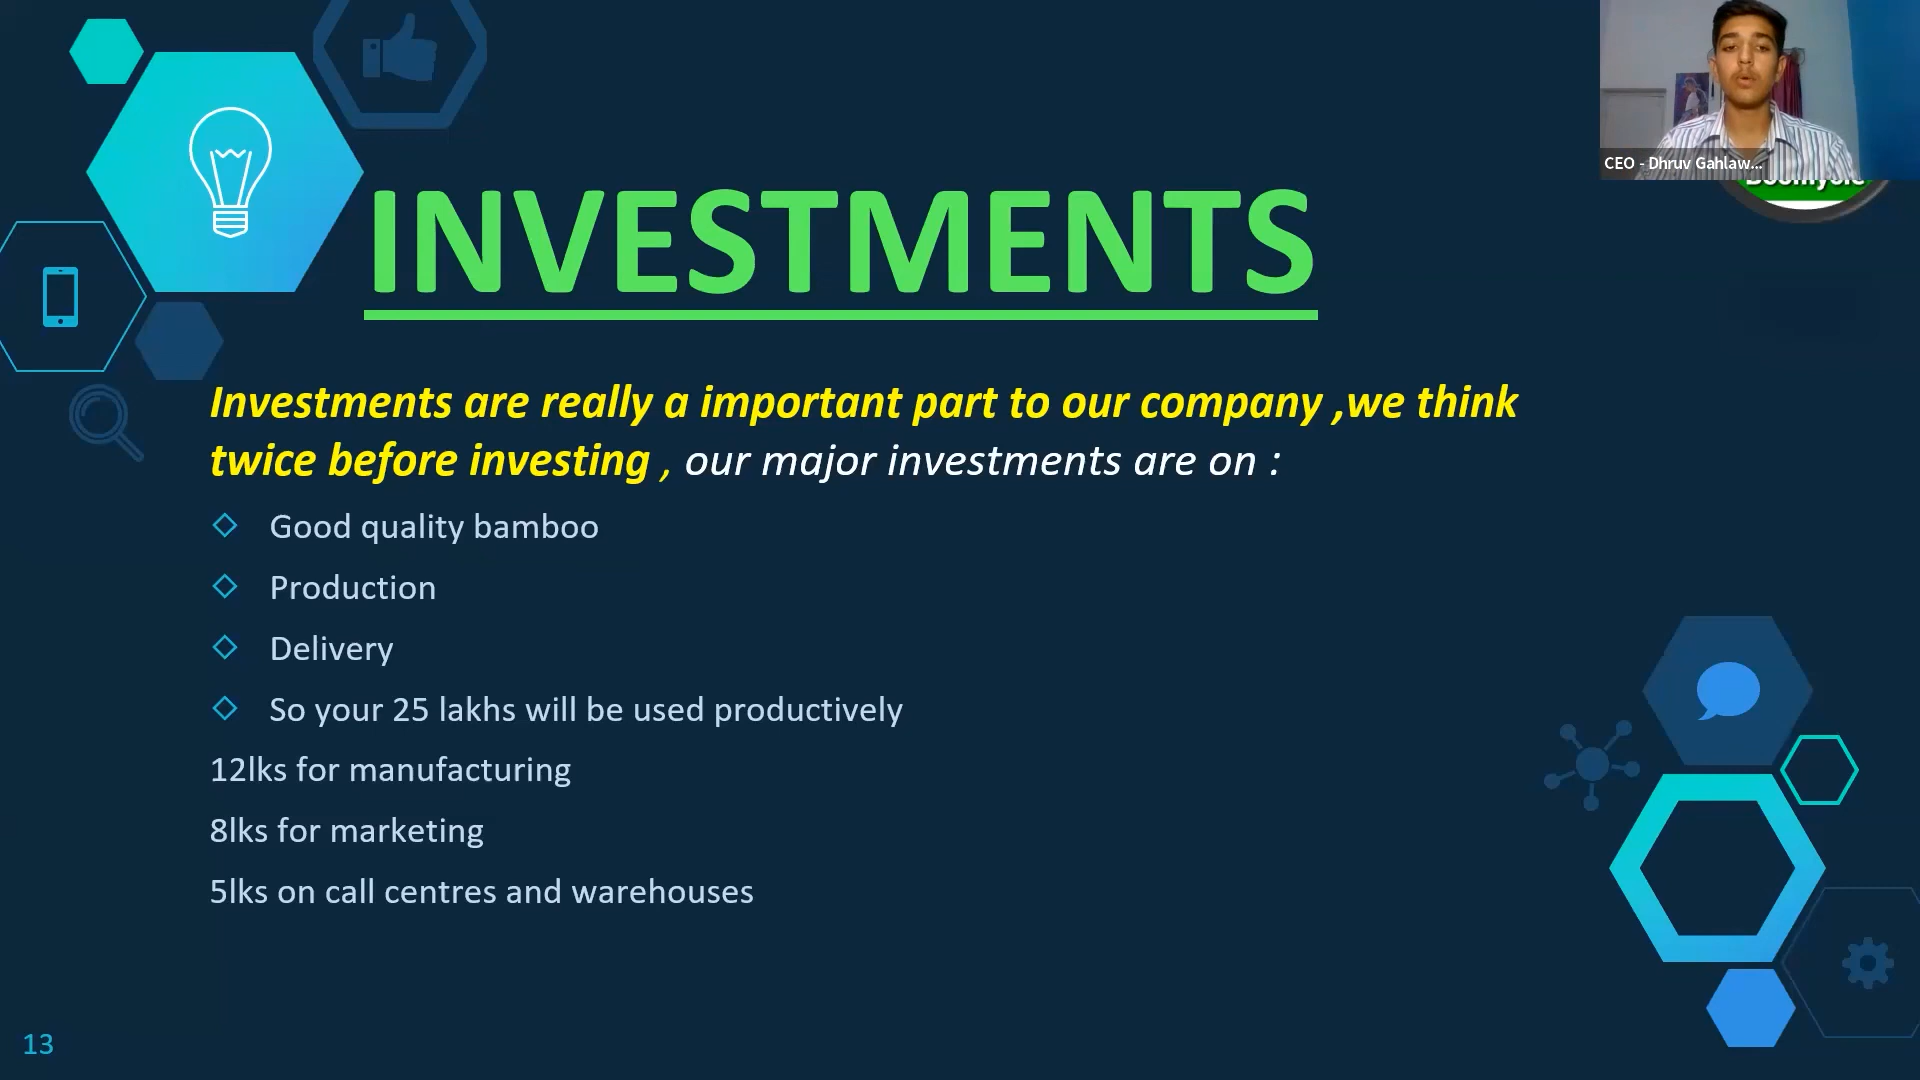 CEO - Dhruv Gahlaw...
INVESTMENTS
Investments are really a important part to our company ,we think
twice before investing , our major investments are on :
Good quality bamboo
Production
Delivery
So your 25 lakhs will be used productively
12lks for manufacturing
8lks for marketing
5lks on call centres and warehouses
13